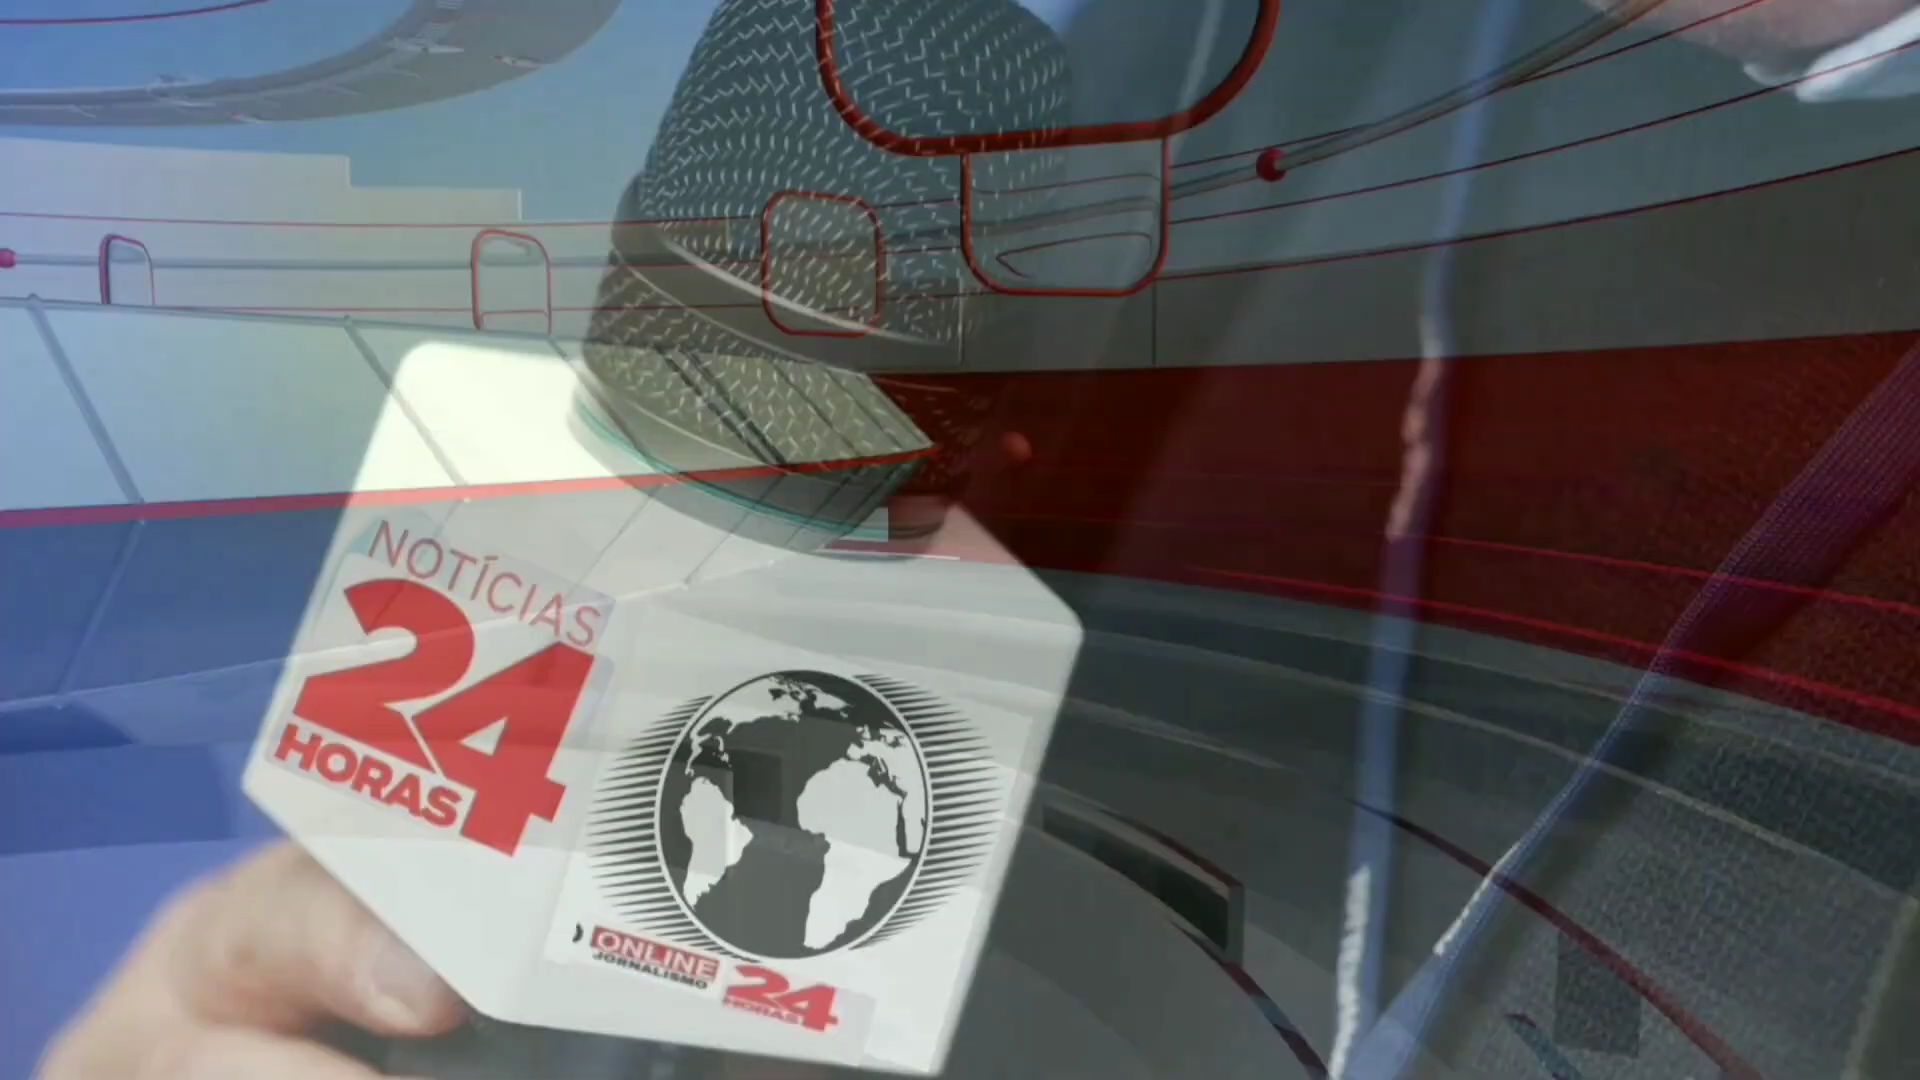 NOTÍCIAS
24
HORAS
ONLINE
JORNALISMO
24
HORAS